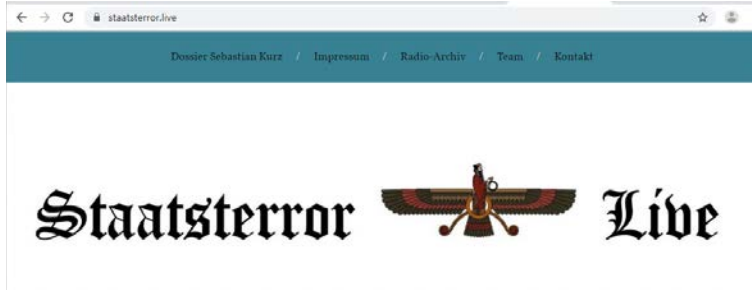 staatsterror.live
Dossier Sebastian Kurz / Impressum / Radio-Archiv / Team / Kontakt
Staatsterror Live